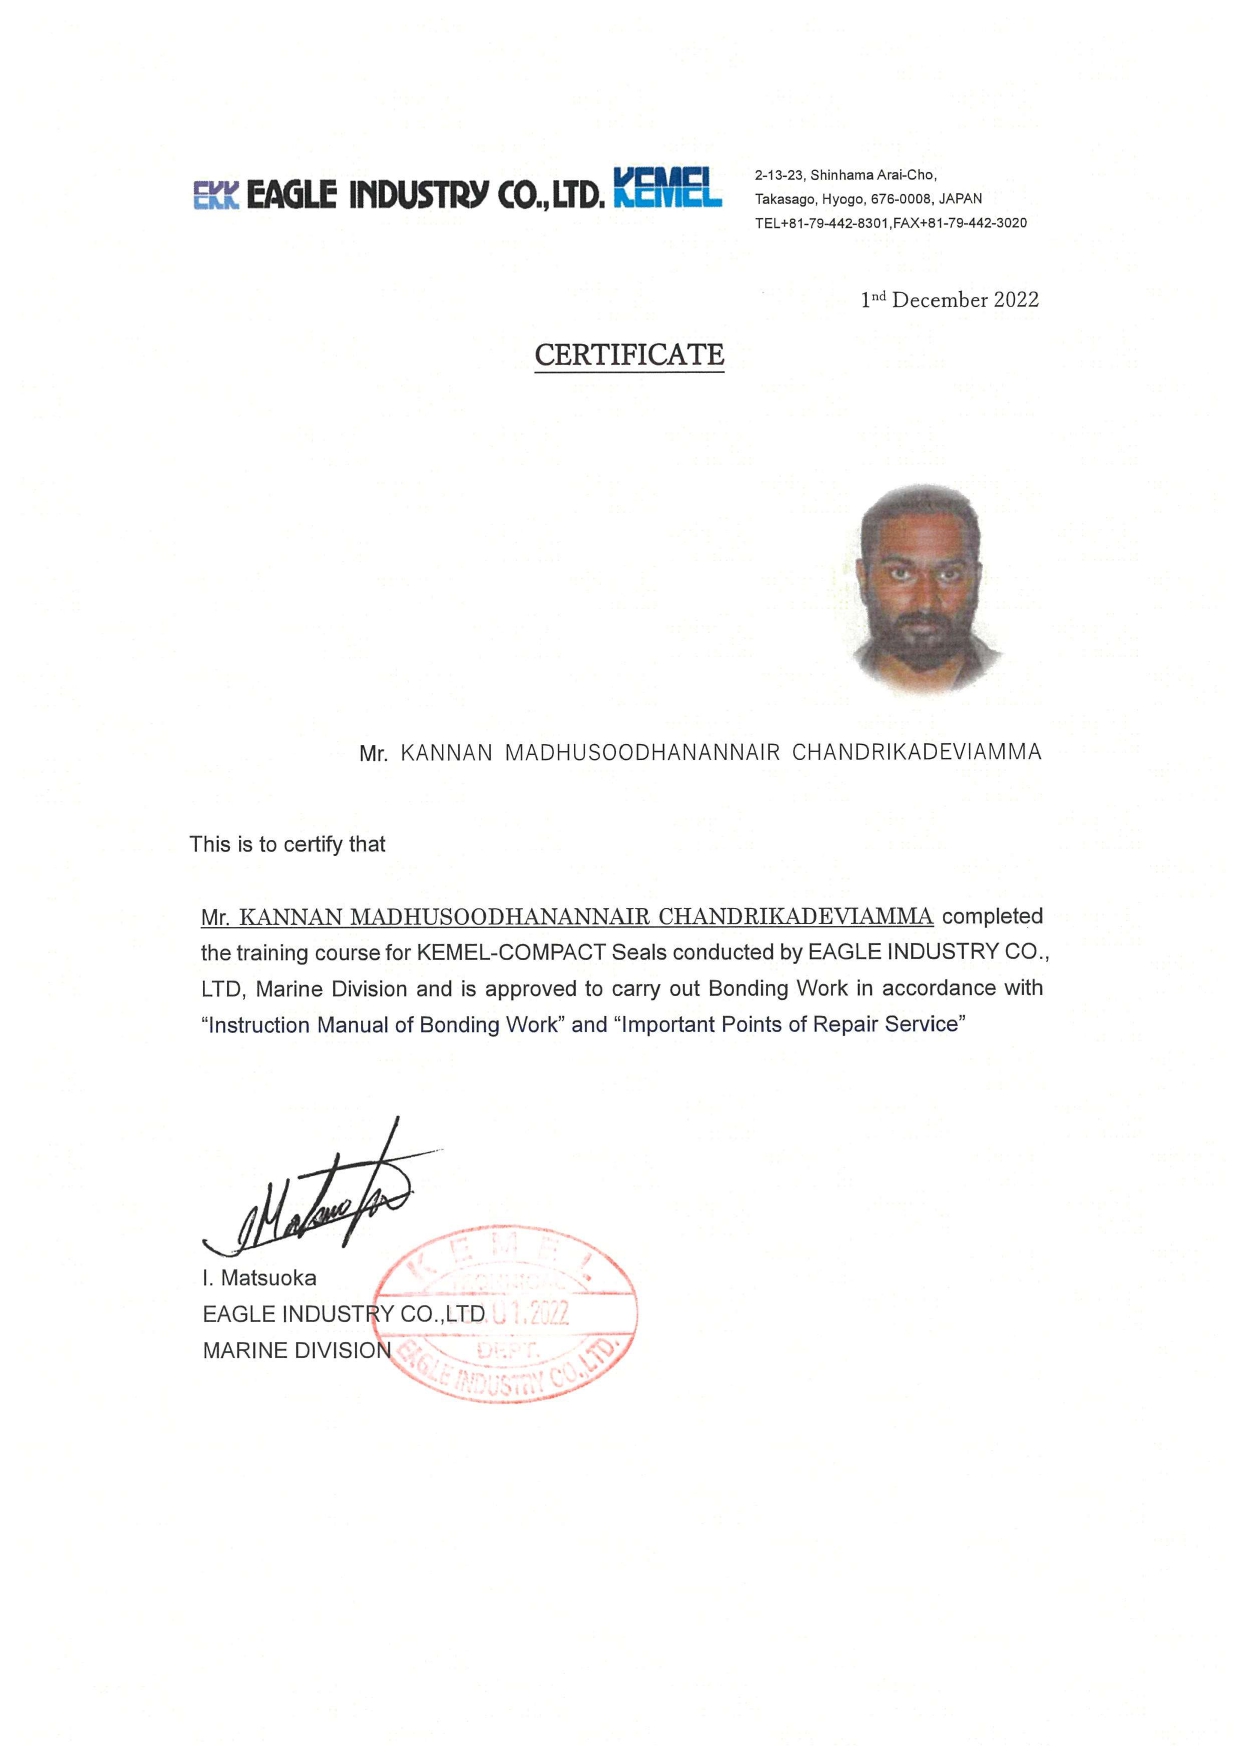 EKK EAGLE INDUSTRY CO.,LTD. KEMEL
2-13-23, Shinhama Arai-Cho,
Takasago, Hyogo, 676-0008, JAPAN
TEL+81-79-442-8301,FAX+81-79-442-3020
1nd December 2022
CERTIFICATE
Mr. KANNAN MADHUSOODHANANNAIR CHANDRIKADEVIAMMA
This is to certify that
Mr. KANNAN MADHUSOODHANANNAIR CHANDRIKADEVIAMMA completed
the training course for KEMEL-COMPACT Seals conducted by EAGLE INDUSTRY CO.,
LTD, Marine Division and is approved to carry out Bonding Work in accordance with
“Instruction Manual of Bonding Work” and “Important Points of Repair Service”
I. Matsuoka
EAGLE INDUSTRY CO.,LTD
MARINE DIVISION
KEMEL
TECHNICAL
01.2022
DEPT.
EAGLE INDUSTRY CO.,LTD.